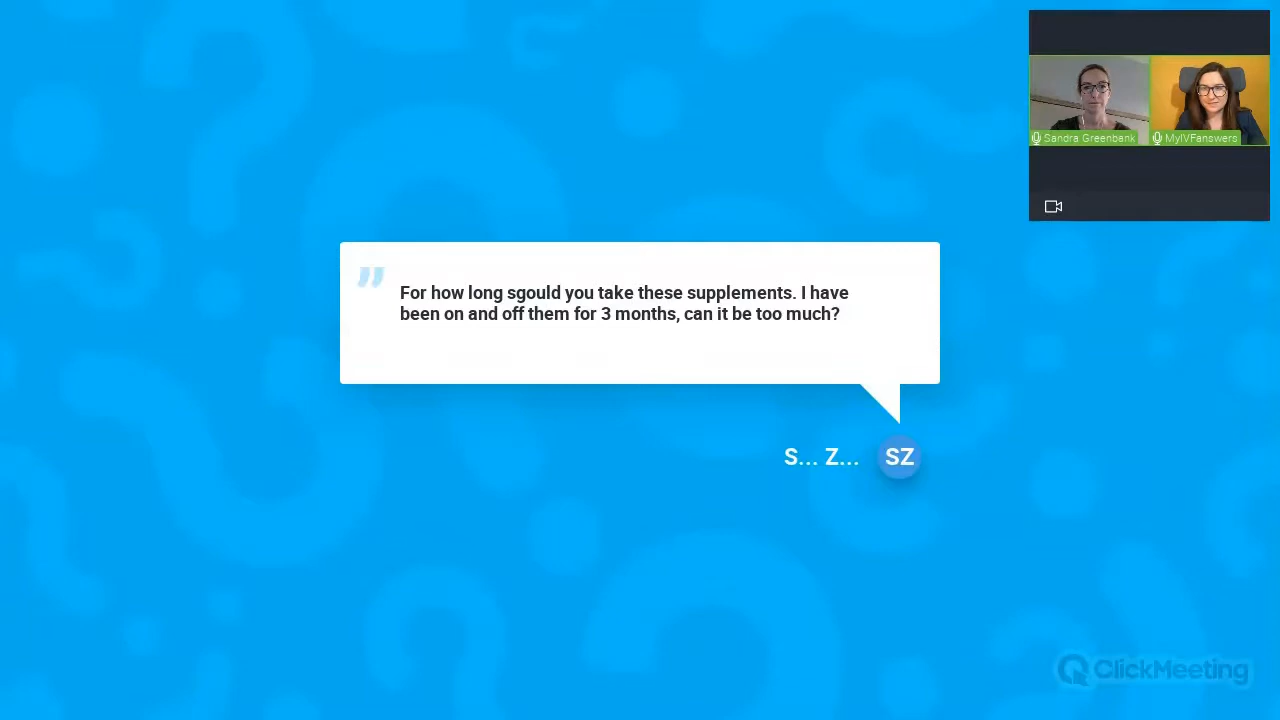 Sandra Greenbank
MyIVFanswers
"
For how long sgould you take these supplements. I have
been on and off them for 3 months, can it be too much?
S... Z...
SZ
ClickMeeting